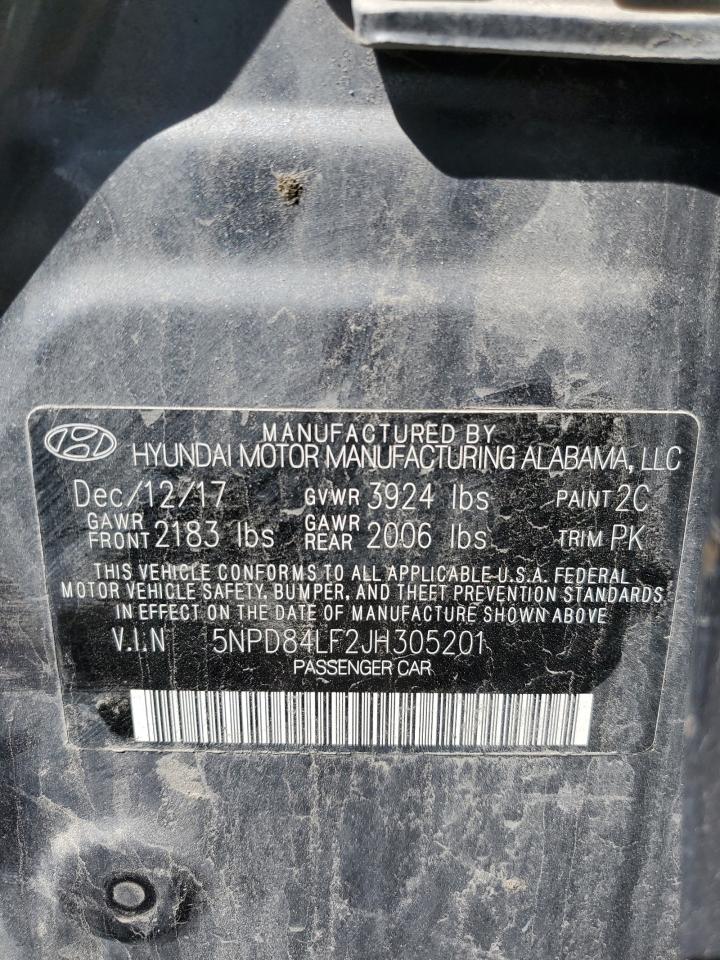 MANUFACTURED BY
HYUNDAI MOTOR MANUFACTURING ALABAMA, LLC
Dec/12/17 GVWR 3924 lbs PAINT 2C
GAWR FRONT 2183 lbs GAWR REAR 2006 lbs TRIM PK
THIS VEHICLE CONFORMS TO ALL APPLICABLE U.S.A. FEDERAL
MOTOR VEHICLE SAFETY, BUMPER, AND THEFT PREVENTION STANDARDS
IN EFFECT ON THE DATE OF MANUFACTURE SHOWN ABOVE
V.I.N 5NPD84LF2JH305201
PASSENGER CAR